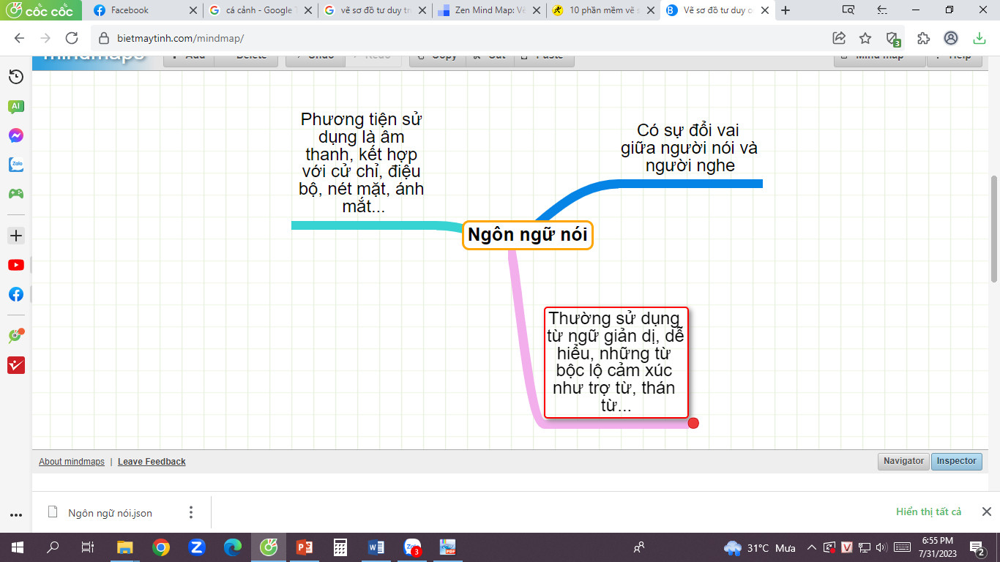 cốc cốc
Facebook
cá cảnh - Google
vẽ sơ đồ tư duy tr
Zen Mind Map: Vẽ
10 phần mềm vẽ s
Vẽ sơ đồ tư duy o
bietmaytinh.com/mindmap/
3
mindmaps
Add
Delete
Undo
Redo
Copy
Cut
Paste
Mind map
Help
AI
Zalo
Phương tiện sử
dụng là âm
thanh, kết hợp
với cử chỉ, điệu
bộ, nét mặt, ánh
mắt...
Có sự đổi vai
giữa người nói và
người nghe
Ngôn ngữ nói
Thường sử dụng
từ ngữ giản dị, dễ
hiểu, những từ
bộc lộ cảm xúc
như trợ từ, thán
từ...
About mindmaps | Leave Feedback
Navigator
Inspector
Ngôn ngữ nói.json
Hiển thị tất cả
31°C Mưa
6:55 PM
7/31/2023
2